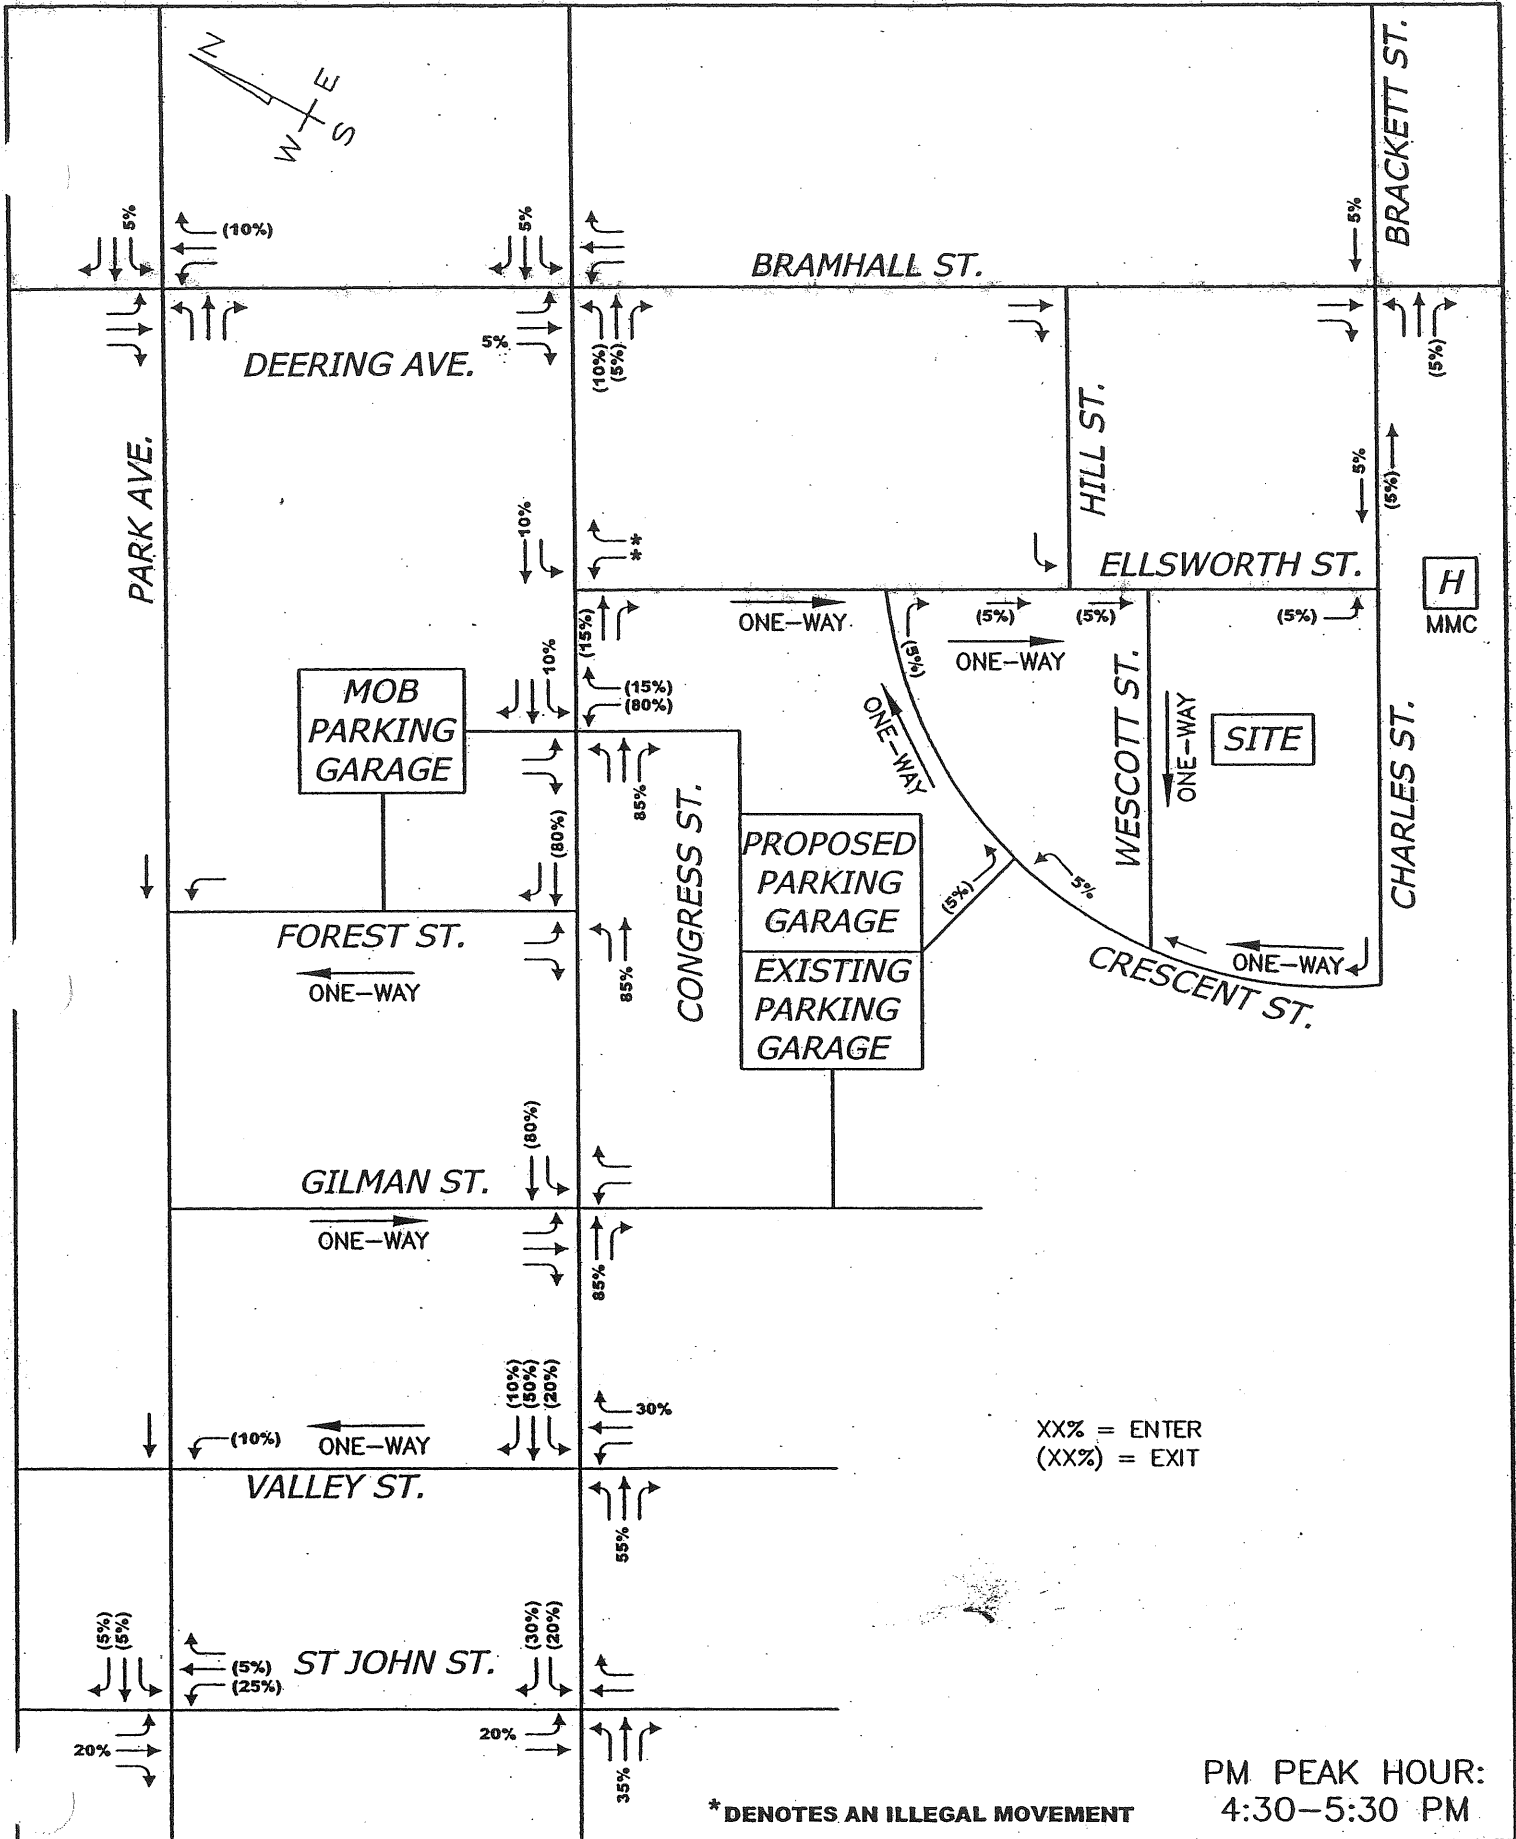 N
E
W
S
BRACKETT ST.
5%
(10%)
5%
5%
BRAMHALL ST.
5%
DEERING AVE.
(10%)
(5%)
(5%)
PARK AVE.
HILL ST.
5%
(5%)
10%
**
ELLSWORTH ST.
H
MMC
ONE-WAY
(5%)
(5%)
(5%)
(15%)
ONE-WAY
(5%)
10%
(15%)
(80%)
MOB
PARKING
GARAGE
ONE-WAY
WESCOTT ST.
ONE-WAY
SITE
CHARLES ST.
85%
CONGRESS ST.
(80%)
PROPOSED
PARKING
GARAGE
(5%)
5%
FOREST ST.
ONE-WAY
85%
EXISTING
PARKING
GARAGE
ONE-WAY
CRESCENT ST.
(80%)
GILMAN ST.
ONE-WAY
85%
(10%)
(50%)
(20%)
30%
(10%)
ONE-WAY
XX% = ENTER
(XX%) = EXIT
VALLEY ST.
55%
(5%)
(5%)
(30%)
(20%)
(5%)
(25%)
ST JOHN ST.
20%
20%
35%
*DENOTES AN ILLEGAL MOVEMENT
PM PEAK HOUR:
4:30-5:30 PM